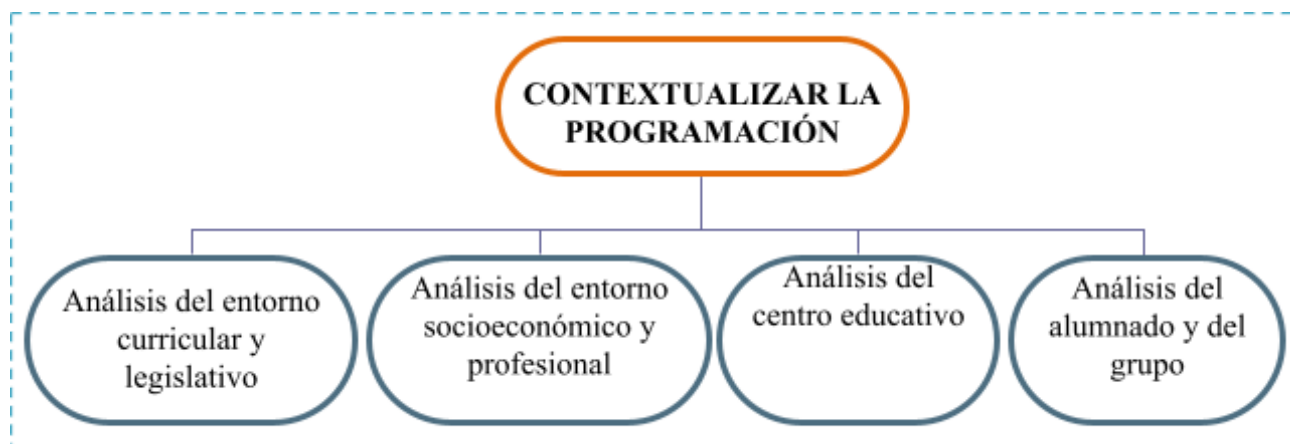 CONTEXTUALIZAR LA
PROGRAMACIÓN
Análisis del entorno
curricular y
legislativo
Análisis del entorno
socioeconómico y
profesional
Análisis del
centro educativo
Análisis del
alumnado y del
grupo